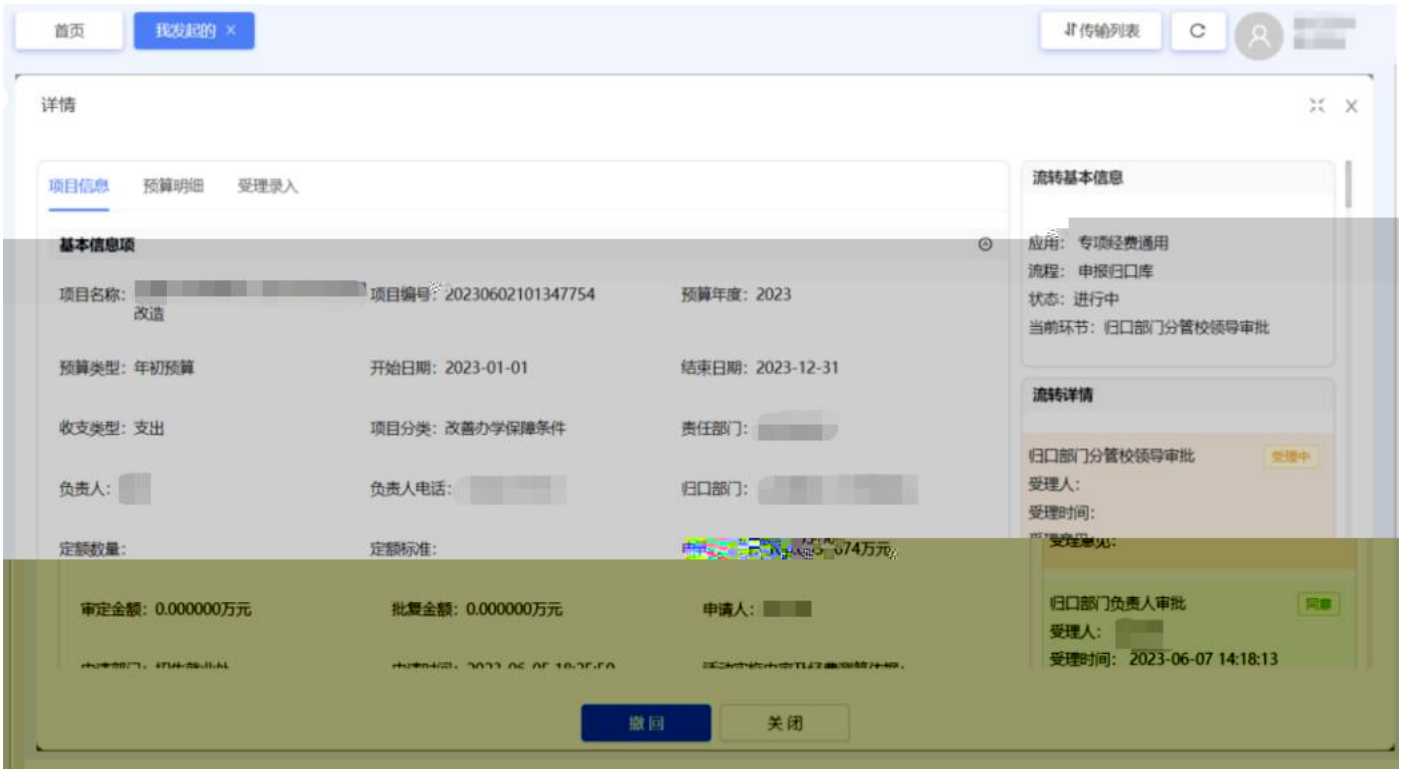 首页
我发起的 ×
传输列表
详情
项目信息 预算明细 受理录入
基本信息项
项目名称:
改造
项目编号: 20230602101347754
预算年度: 2023
预算类型: 年初预算
开始日期: 2023-01-01
结束日期: 2023-12-31
收支类型: 支出
项目分类: 改善办学保障条件
责任部门:
负责人:
负责人电话:
归口部门:
定额数量:
定额标准:
674万元
审定金额: 0.000000万元
批复金额: 0.000000万元
申请人:
流转基本信息
应用: 专项经费通用
流程: 申报归口库
状态: 进行中
当前环节: 归口部门分管校领导审批
流转详情
归口部门分管校领导审批 受理中
受理人:
受理时间:
受理意见:
归口部门负责人审批 同意
受理人:
受理时间: 2023-06-07 14:18:13
撤回
关闭